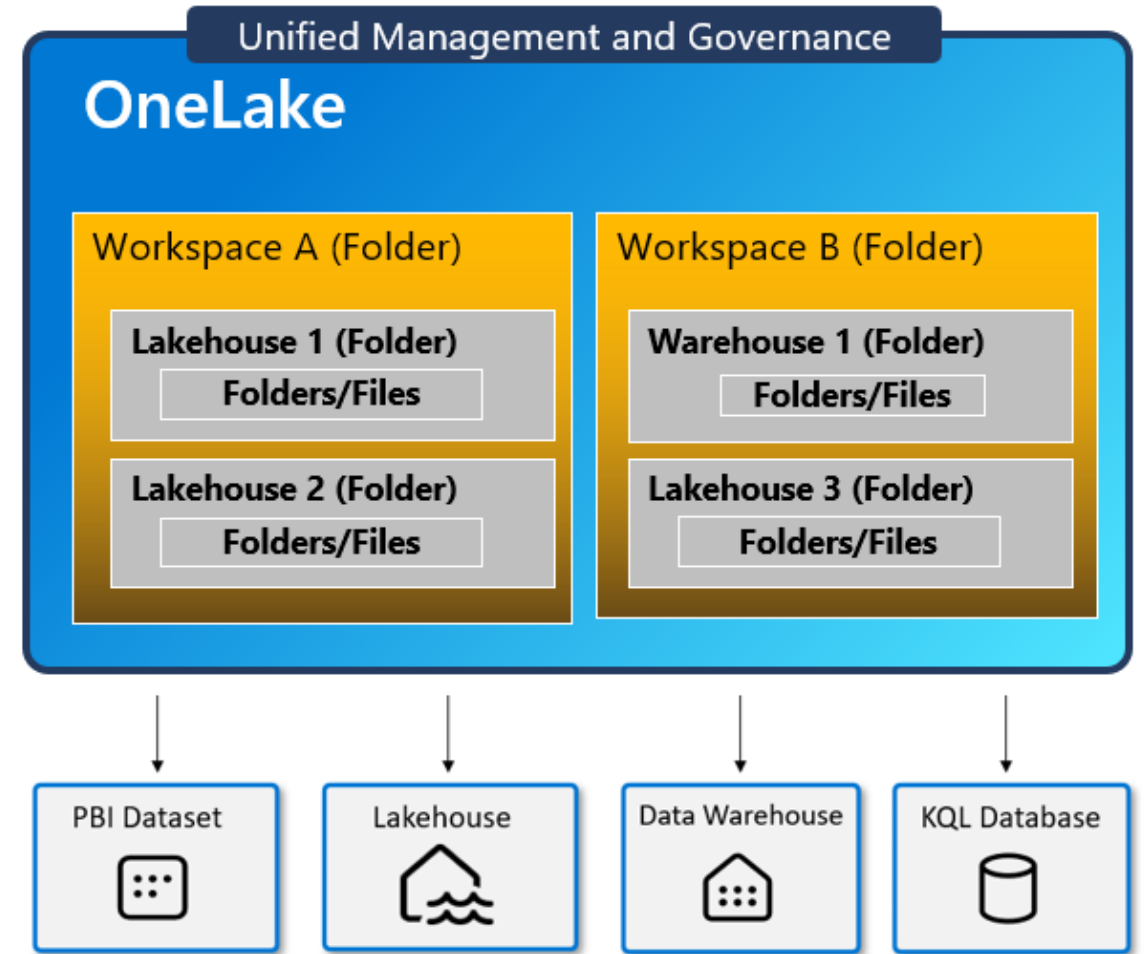 Unified Management and Governance
OneLake
Workspace A (Folder)
Lakehouse 1 (Folder)
Folders/Files
Lakehouse 2 (Folder)
Folders/Files
Workspace B (Folder)
Warehouse 1 (Folder)
Folders/Files
Lakehouse 3 (Folder)
Folders/Files
PBI Dataset
Lakehouse
Data Warehouse
KQL Database